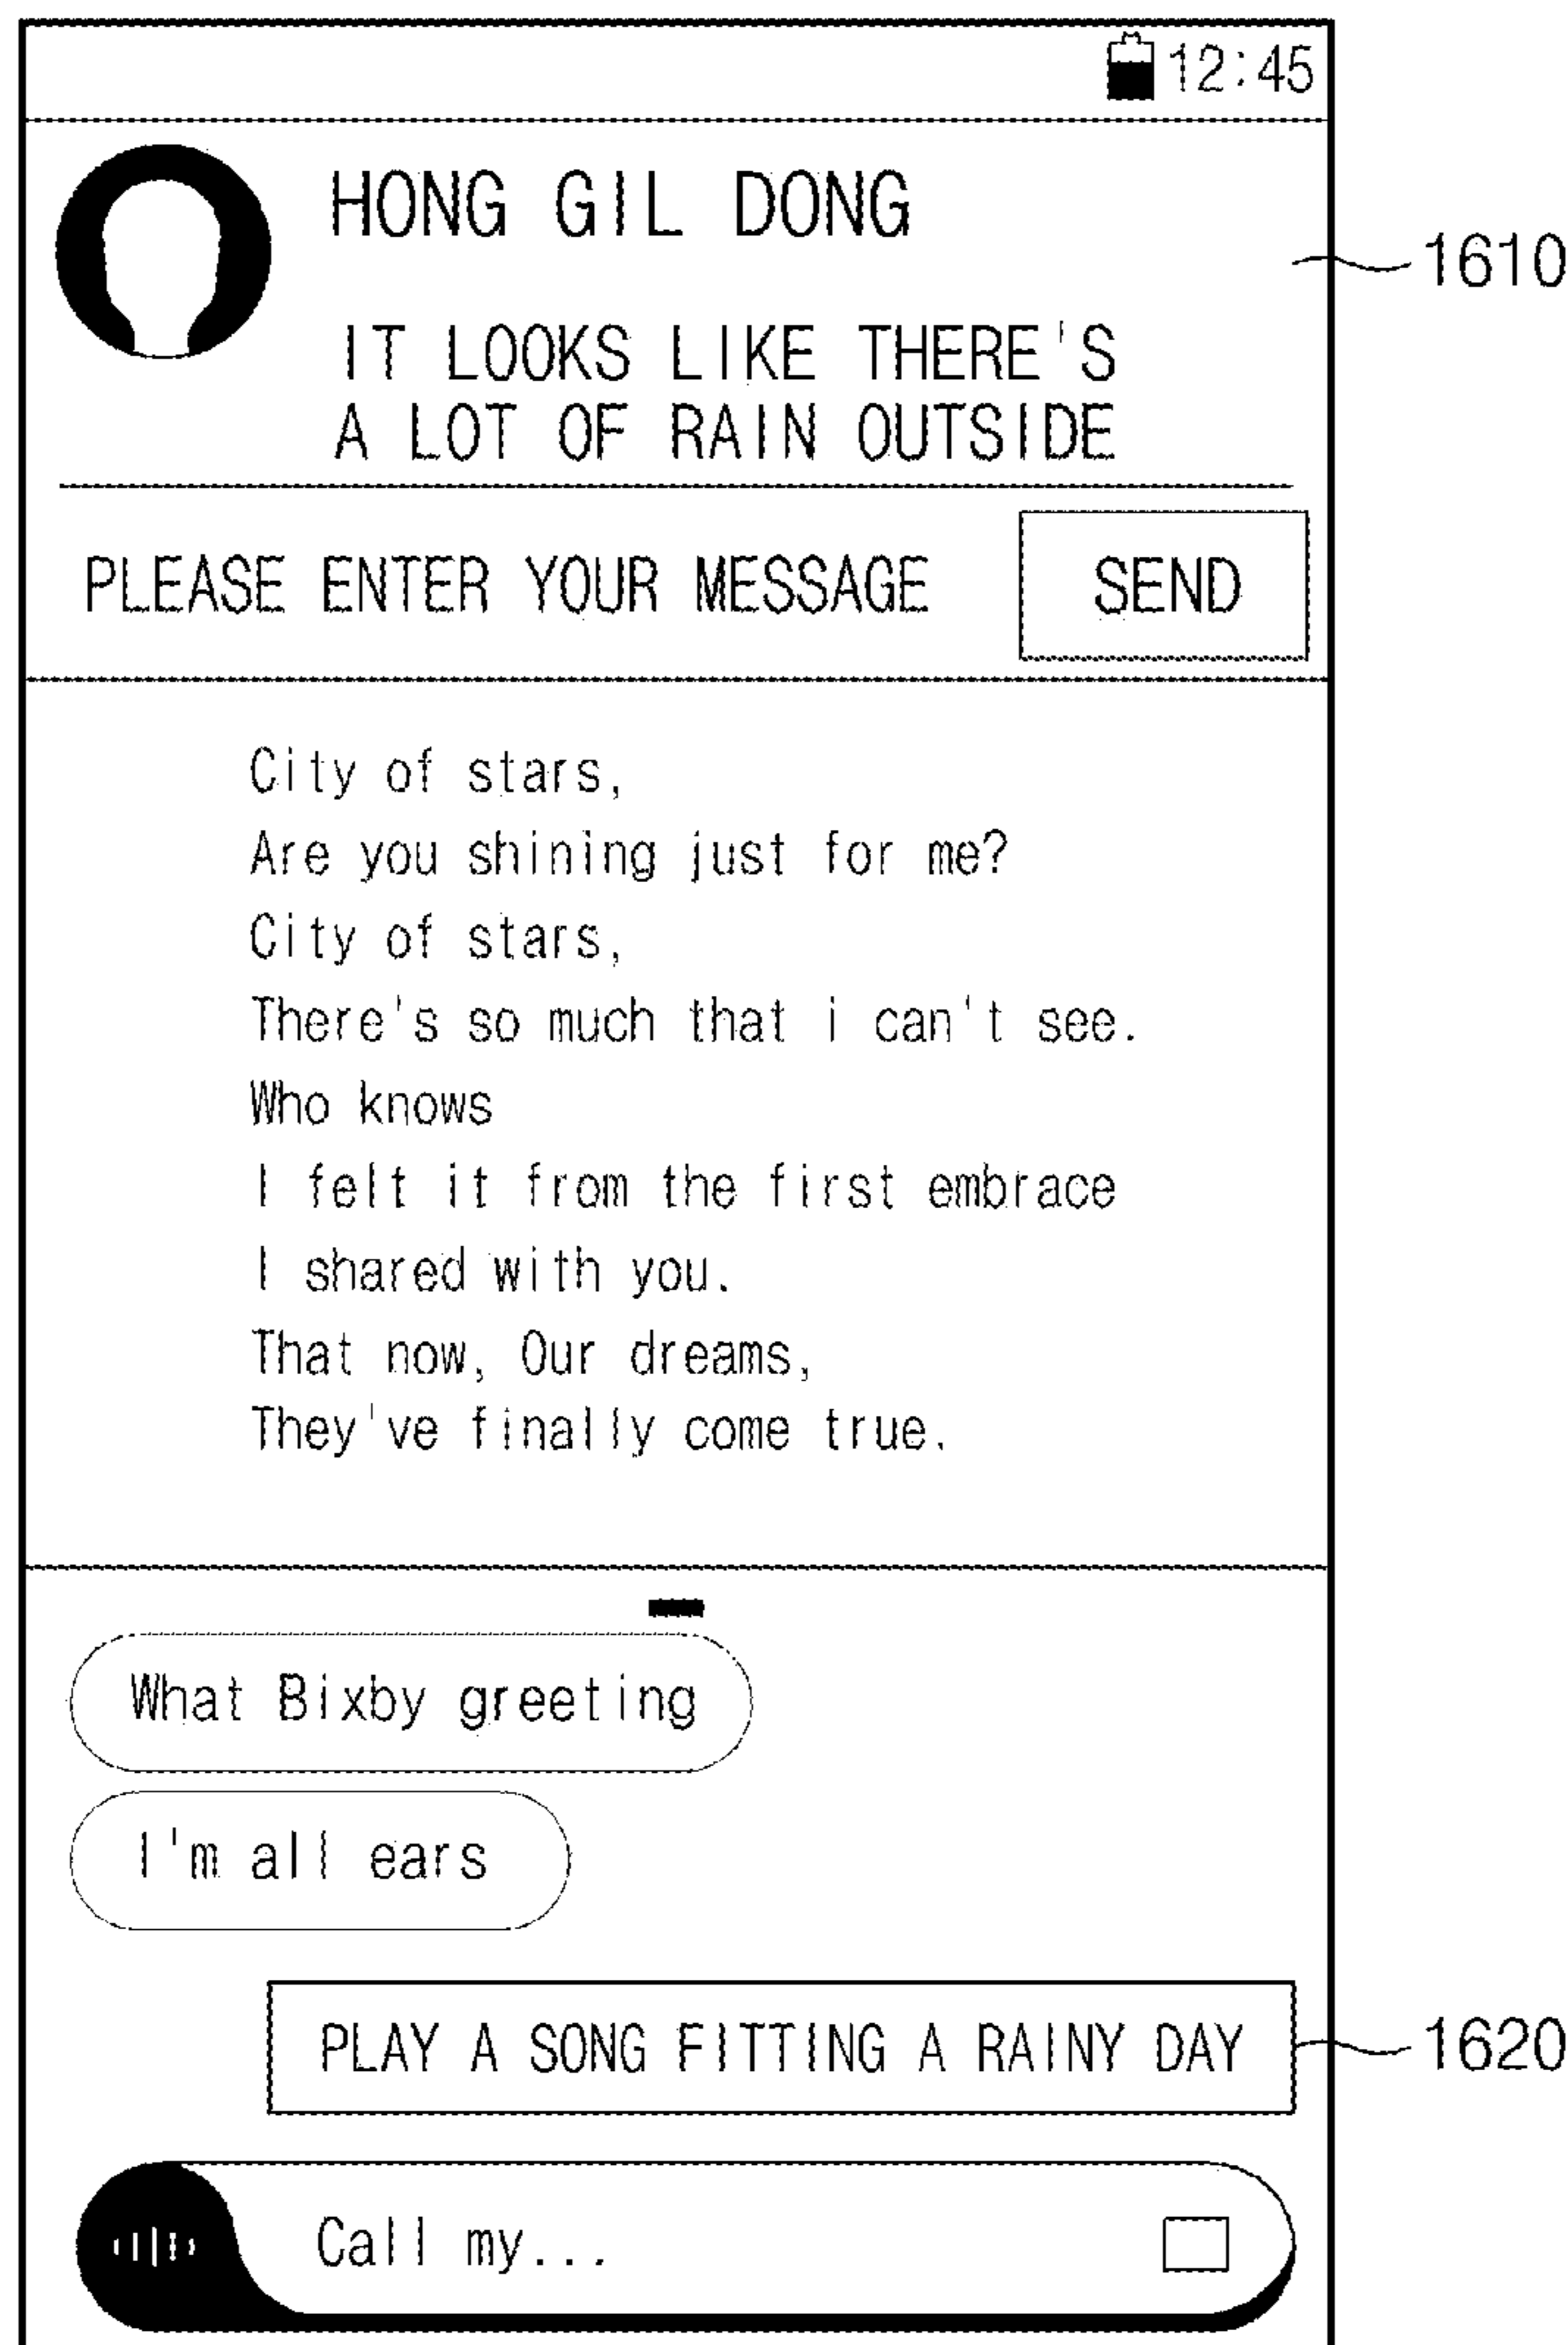 12:45
HONG GIL DONG
1610
IT LOOKS LIKE THERE'S
A LOT OF RAIN OUTSIDE
PLEASE ENTER YOUR MESSAGE
SEND
City of stars,
Are you shining just for me?
City of stars,
There's so much that i can't see.
Who knows
I felt it from the first embrace
I shared with you.
That now, Our dreams,
They've finally come true.
What Bixby greeting
I'm all ears
PLAY A SONG FITTING A RAINY DAY
1620
Call my...